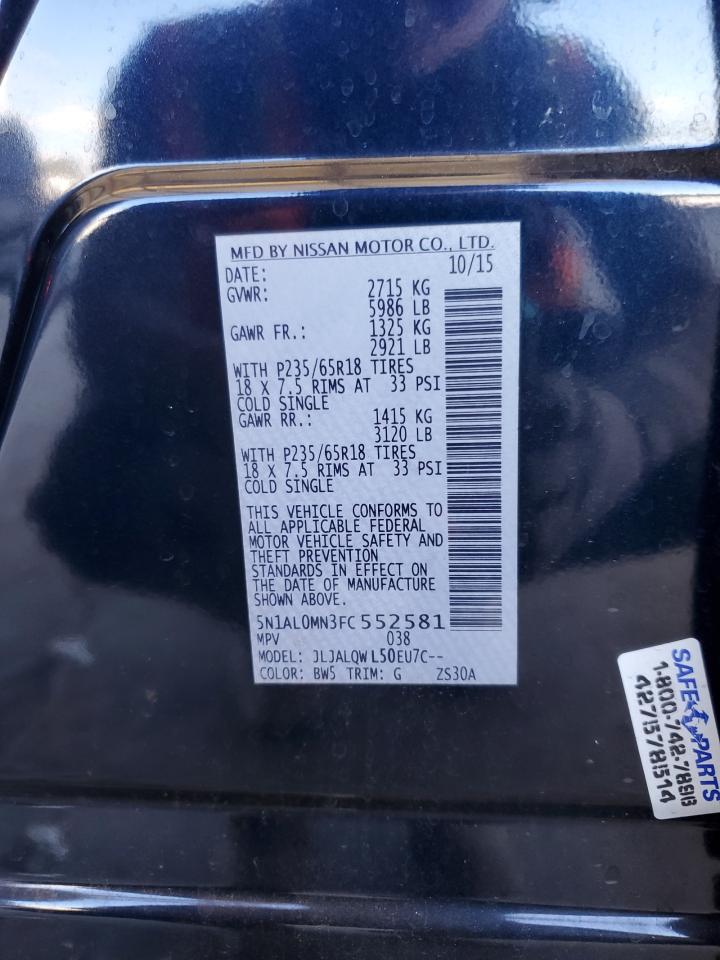 MFD BY NISSAN MOTOR CO., LTD.
DATE: 10/15
GVWR: 2715 KG
5986 LB
GAWR FR.: 1325 KG
2921 LB
WITH P235/65R18 TIRES
18 X 7.5 RIMS AT 33 PSI
COLD SINGLE
GAWR RR.: 1415 KG
3120 LB
WITH P235/65R18 TIRES
18 X 7.5 RIMS AT 33 PSI
COLD SINGLE
THIS VEHICLE CONFORMS TO
ALL APPLICABLE FEDERAL
MOTOR VEHICLE SAFETY AND
THEFT PREVENTION
STANDARDS IN EFFECT ON
THE DATE OF MANUFACTURE
SHOWN ABOVE.
5N1AL0MN3FC552581
MPV 038
MODEL: JLJALQWL50EU7C--
COLOR: BW5 TRIM: G ZS30A
SAFE PARTS
1-800-742-78513
42715781514